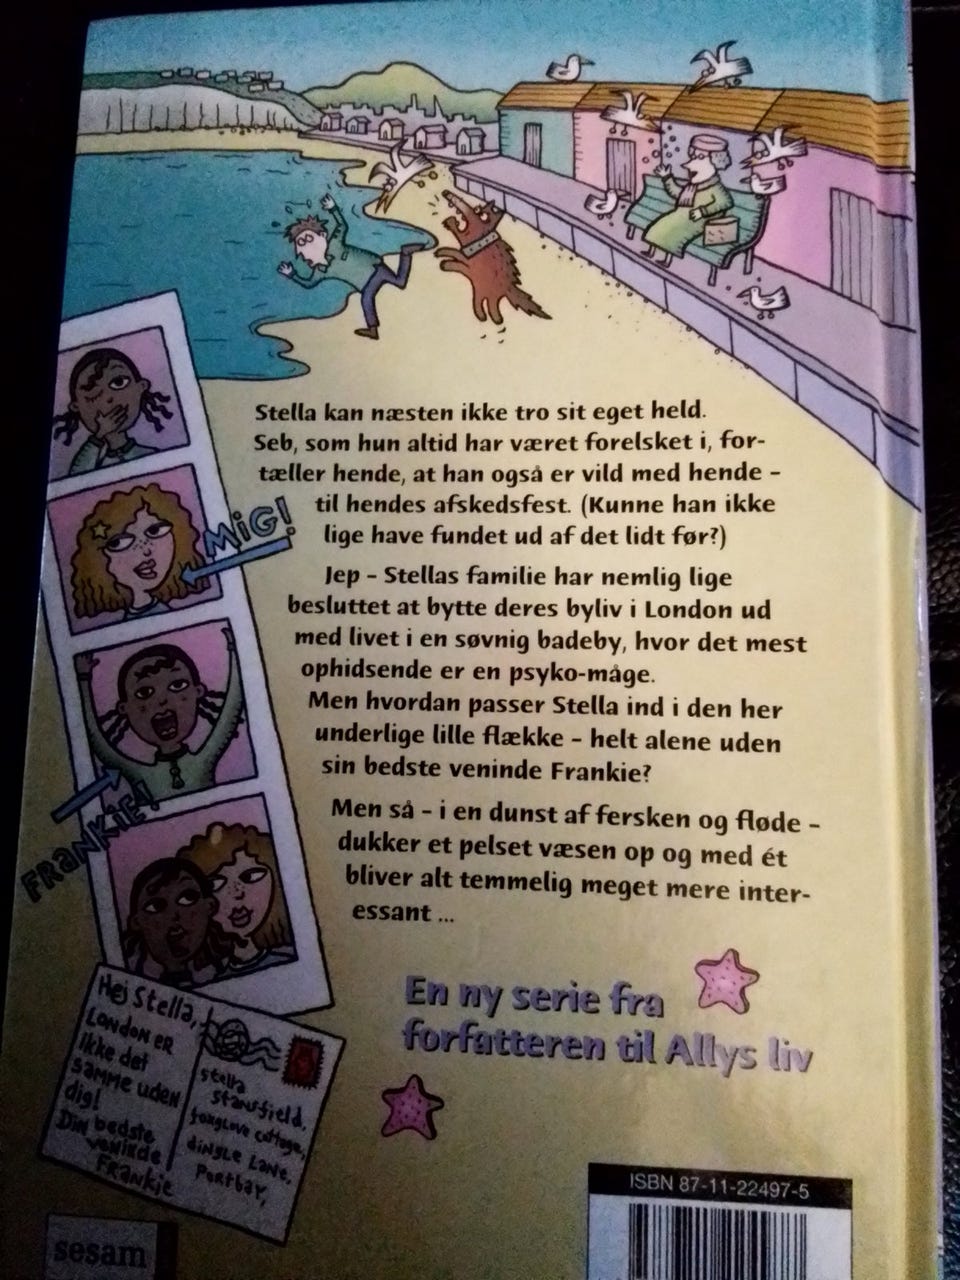 Stella kan næsten ikke tro sit eget held.
Seb, som hun altid har været forelsket i, for-
tæller hende, at han også er vild med hende –
til hendes afskedsfest. (Kunne han ikke
lige have fundet ud af det lidt før?)
Jep – Stellas familie har nemlig lige
besluttet at bytte deres byliv i London ud
med livet i en søvnig badeby, hvor det mest
ophidsende er en psyko-måge.
Men hvordan passer Stella ind i den her
underlige lille flække – helt alene uden
sin bedste veninde Frankie?
Men så – i en dunst af fersken og fløde –
dukker et pelset væsen op og med ét
bliver alt temmelig meget mere inter-
essant ...
MIG!
FRANKIE!
Hej Stella,
LONDON ER
ikke det
samme uden
dig!
Din bedste
veninde
FRANKIE
Stella
Stansfield,
Foxglove Cottage,
Dingle Lane,
Portbay,
En ny serie fra
forfatteren til Allys liv
ISBN 87-11-22497-5
sesam